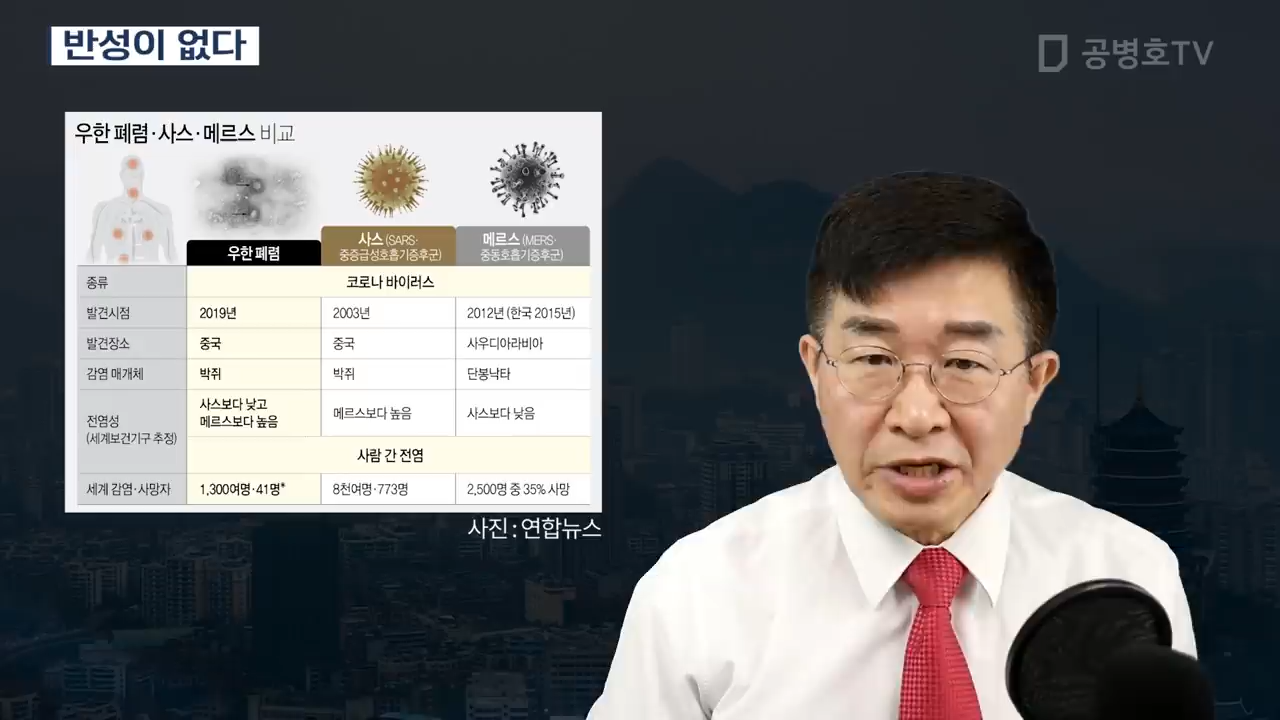 반성이 없다
공병호TV
우한 폐렴·사스·메르스 비교
우한 폐렴
사스 (SARS·
중증급성호흡기증후군)
메르스 (MERS·
중동호흡기증후군)
종류
코로나 바이러스
발견시점
2019년
2003년
2012년 (한국 2015년)
발견장소
중국
중국
사우디아라비아
감염 매개체
박쥐
박쥐
단봉낙타
전염성
(세계보건기구 추정)
사스보다 낮고
메르스보다 높음
메르스보다 높음
사스보다 낮음
사람 간 전염
세계 감염·사망자
1,300여명·41명*
8천여명·773명
2,500명 중 35% 사망
사진 : 연합뉴스